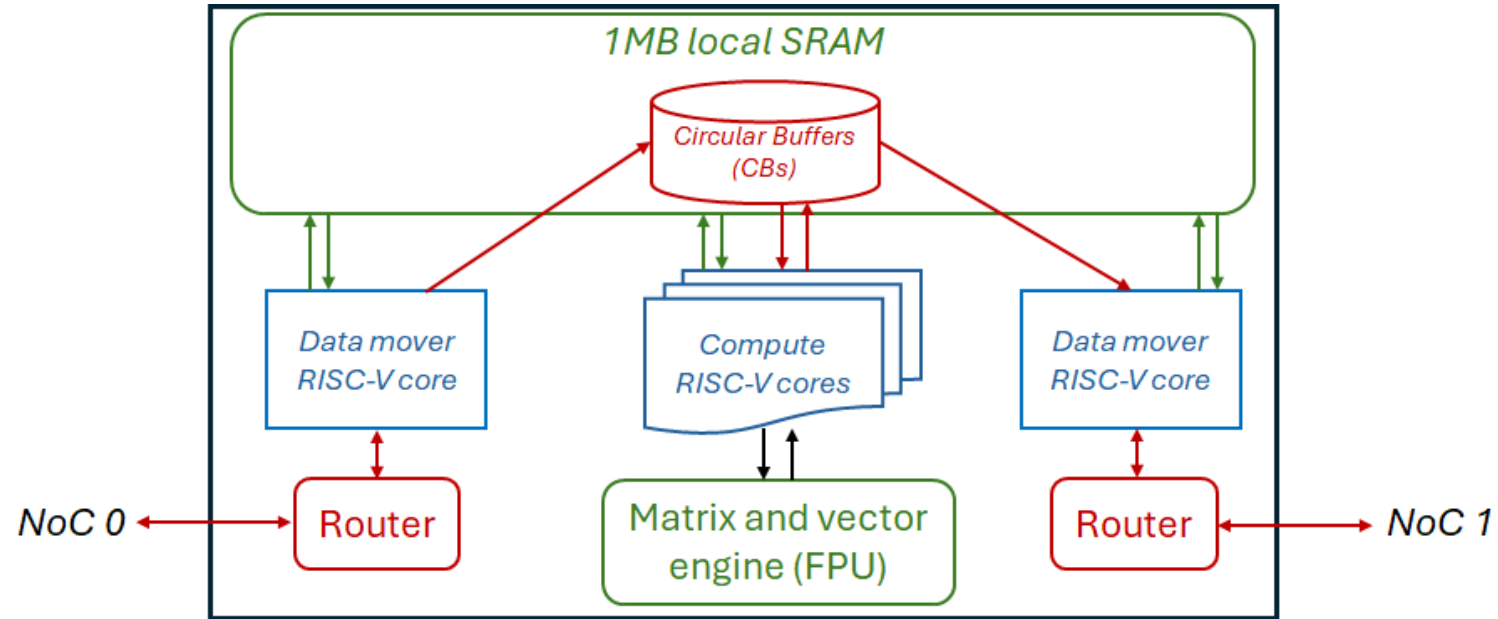 1MB local SRAM
Circular Buffers
(CBs)
Data mover
RISC-V core
Compute
RISC-V cores
Data mover
RISC-V core
NoC 0
Router
Matrix and vector
engine (FPU)
Router
NoC 1